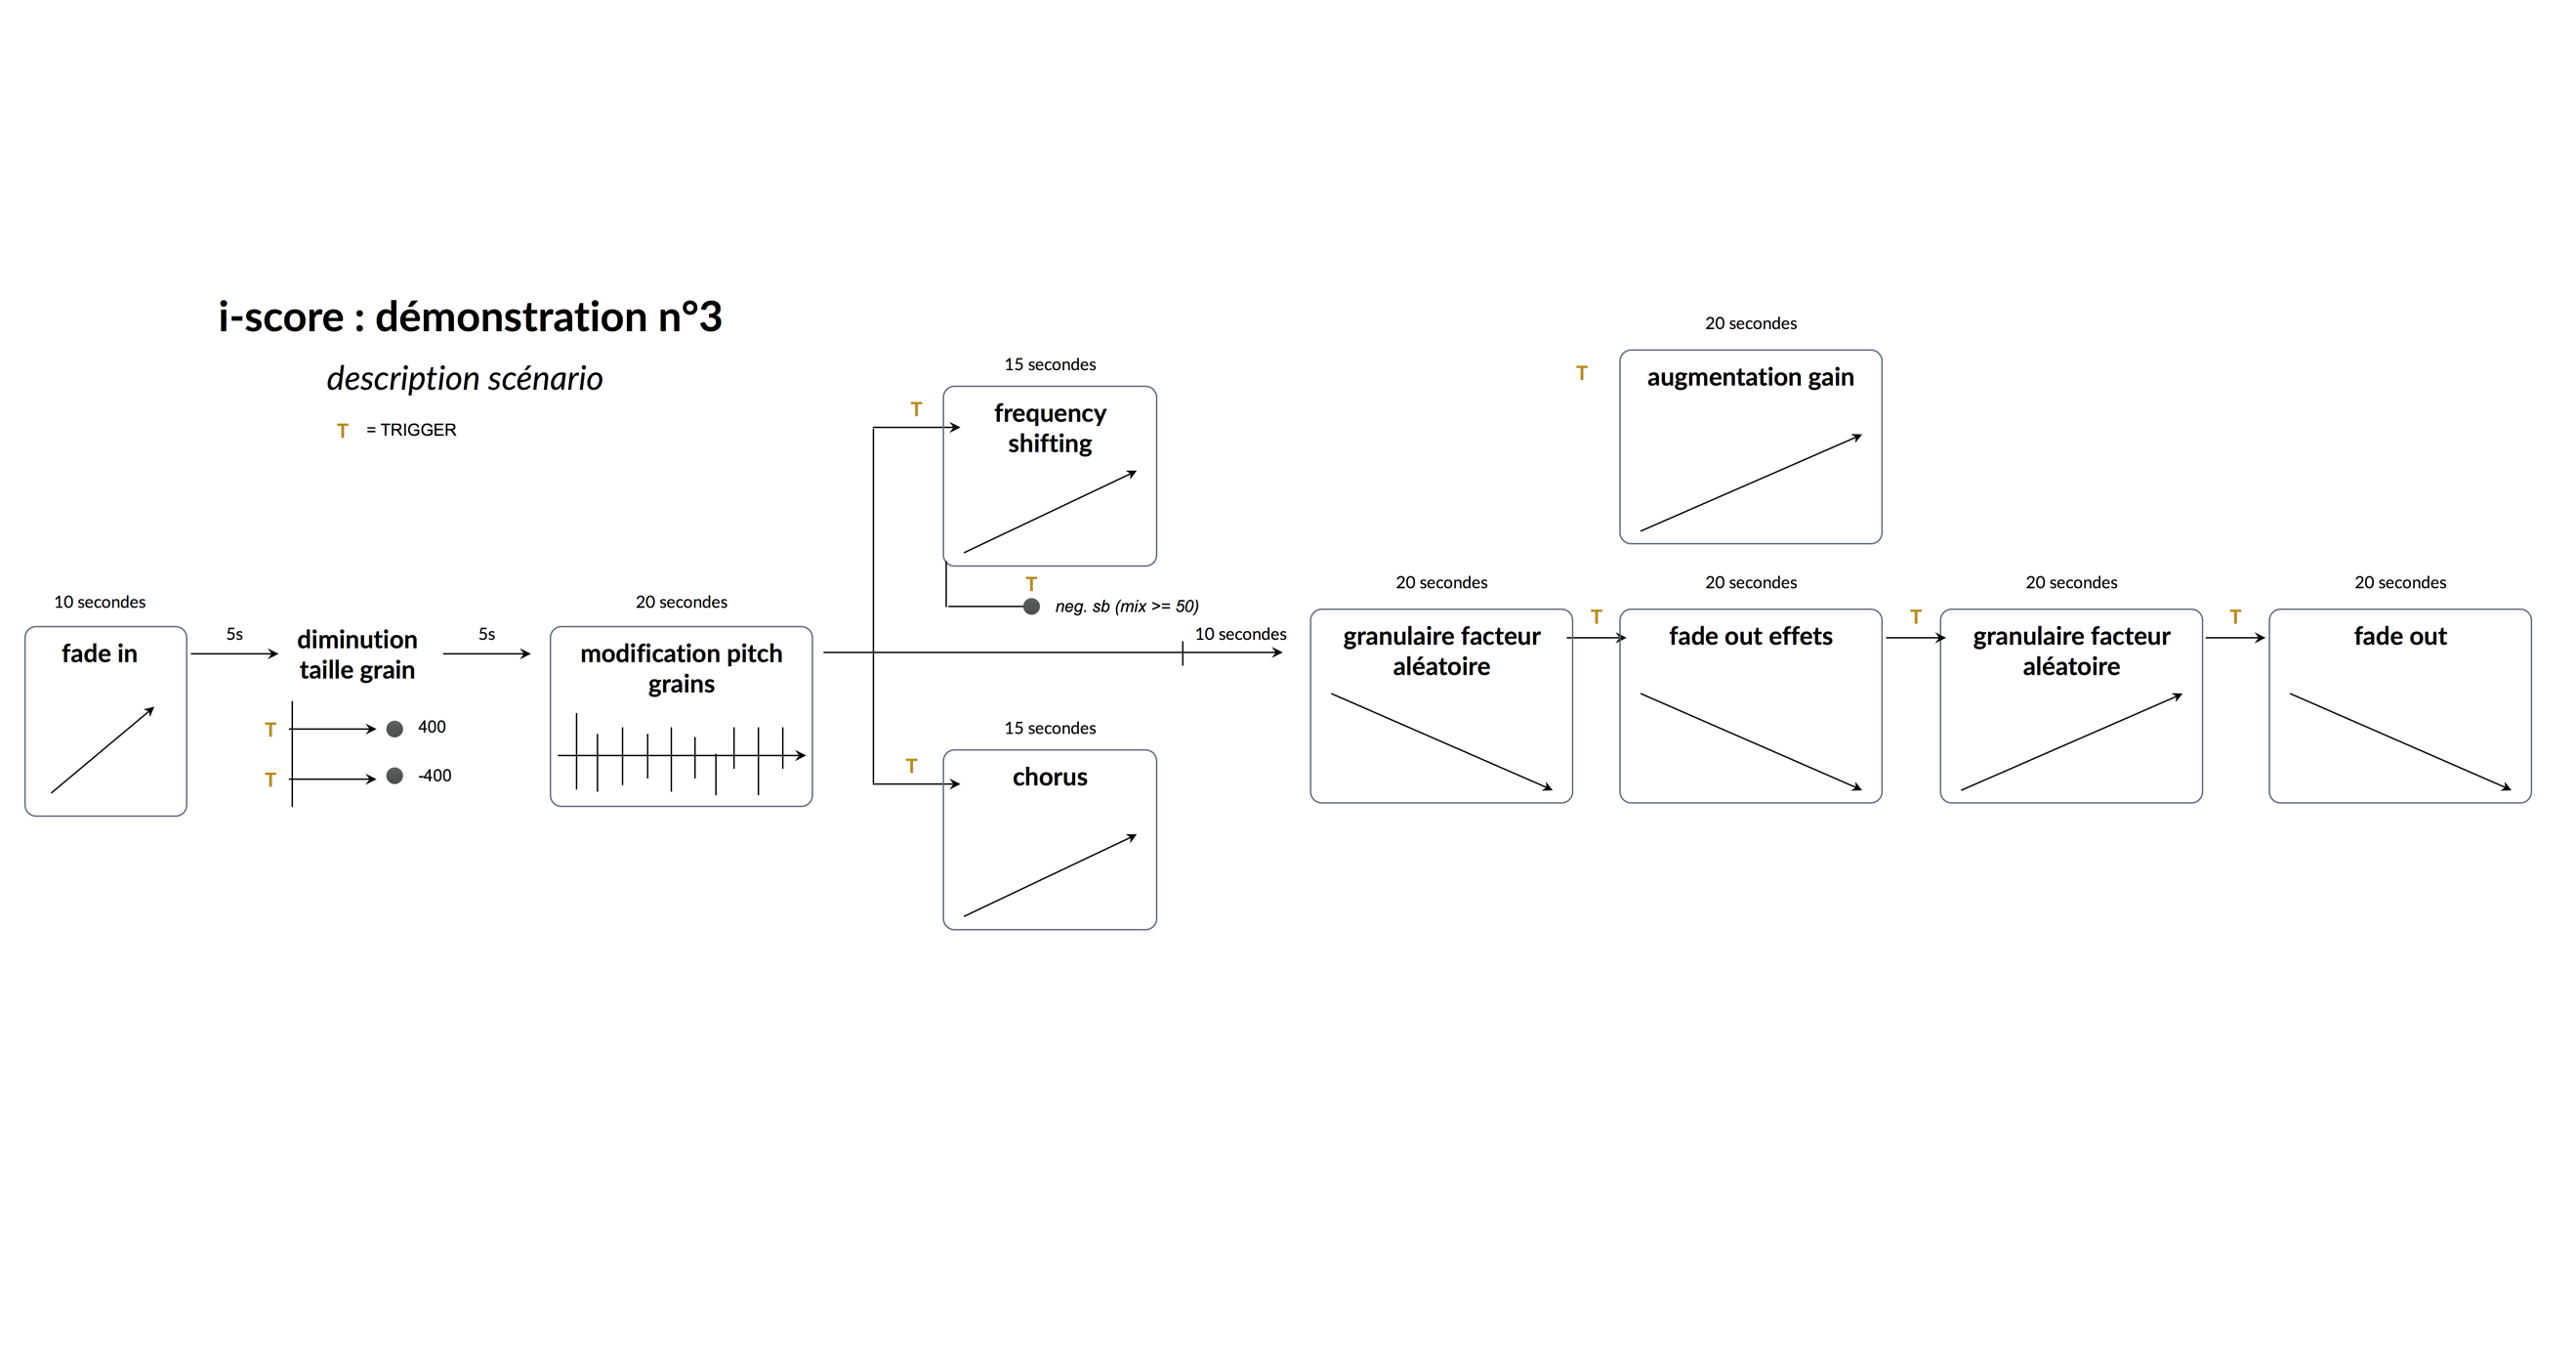 i-score : démonstration n°3
description scénario
T = TRIGGER
10 secondes
fade in
5s
diminution
taille grain
T
400
T
-400
5s
20 secondes
modification pitch
grains
T
15 secondes
frequency
shifting
T
neg. sb (mix >= 50)
10 secondes
T
15 secondes
chorus
T
20 secondes
augmentation gain
20 secondes
granulaire facteur
aléatoire
T
20 secondes
fade out effets
T
20 secondes
granulaire facteur
aléatoire
T
20 secondes
fade out